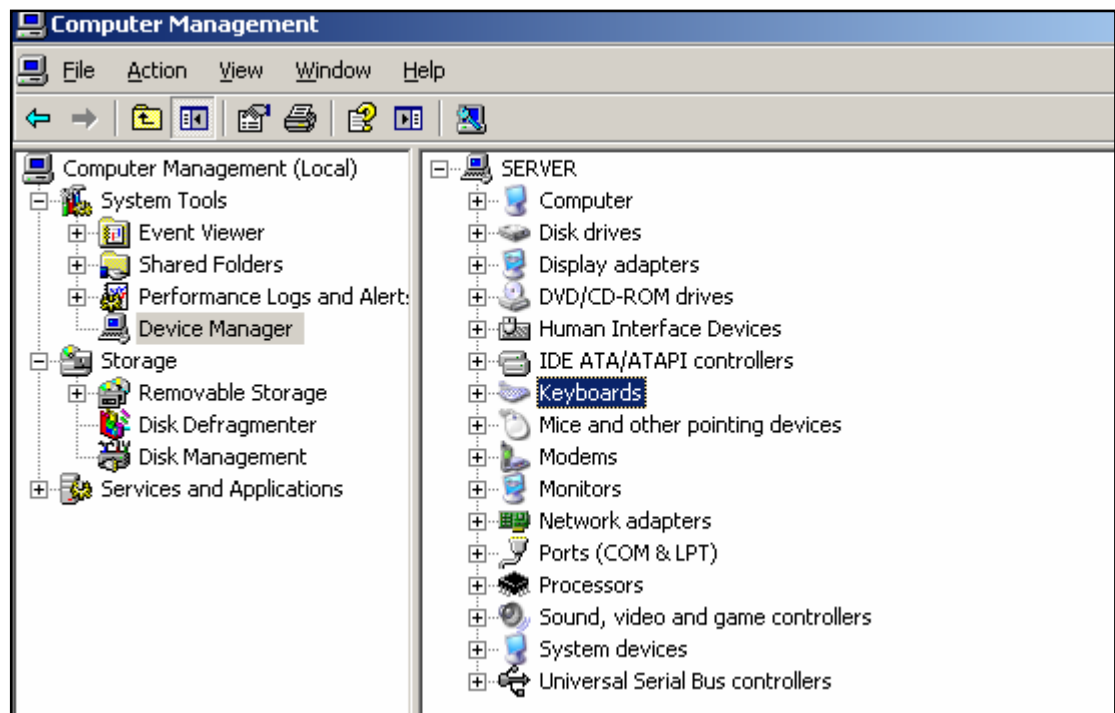 Computer Management
File Action View Window Help
Computer Management (Local)
System Tools
Event Viewer
Shared Folders
Performance Logs and Alert
Device Manager
Storage
Removable Storage
Disk Defragmenter
Disk Management
Services and Applications
SERVER
Computer
Disk drives
Display adapters
DVD/CD-ROM drives
Human Interface Devices
IDE ATA/ATAPI controllers
Keyboards
Mice and other pointing devices
Modems
Monitors
Network adapters
Ports (COM & LPT)
Processors
Sound, video and game controllers
System devices
Universal Serial Bus controllers